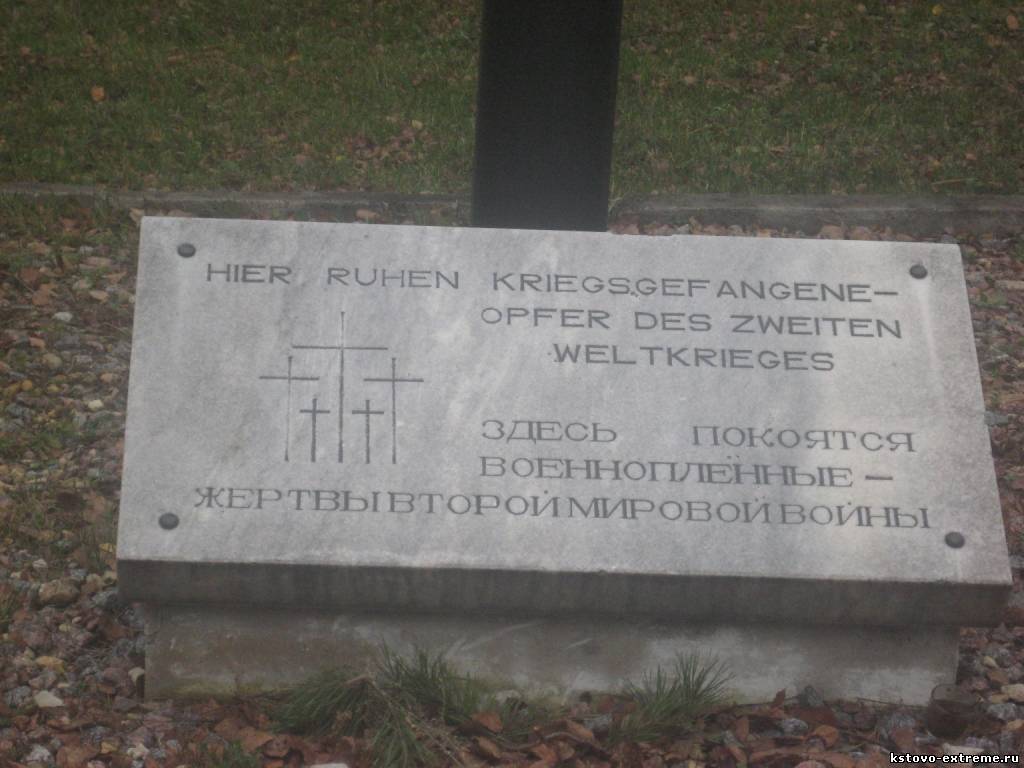 HIER RUHEN KRIEGSGEFANGENE–
OPFER DES ZWEITEN
WELTKRIEGES
ЗДЕСЬ ПОКОЯТСЯ
ВОЕННОПЛЕННЫЕ –
ЖЕРТВЫ ВТОРОЙ МИРОВОЙ ВОЙНЫ
kstovo-extreme.ru